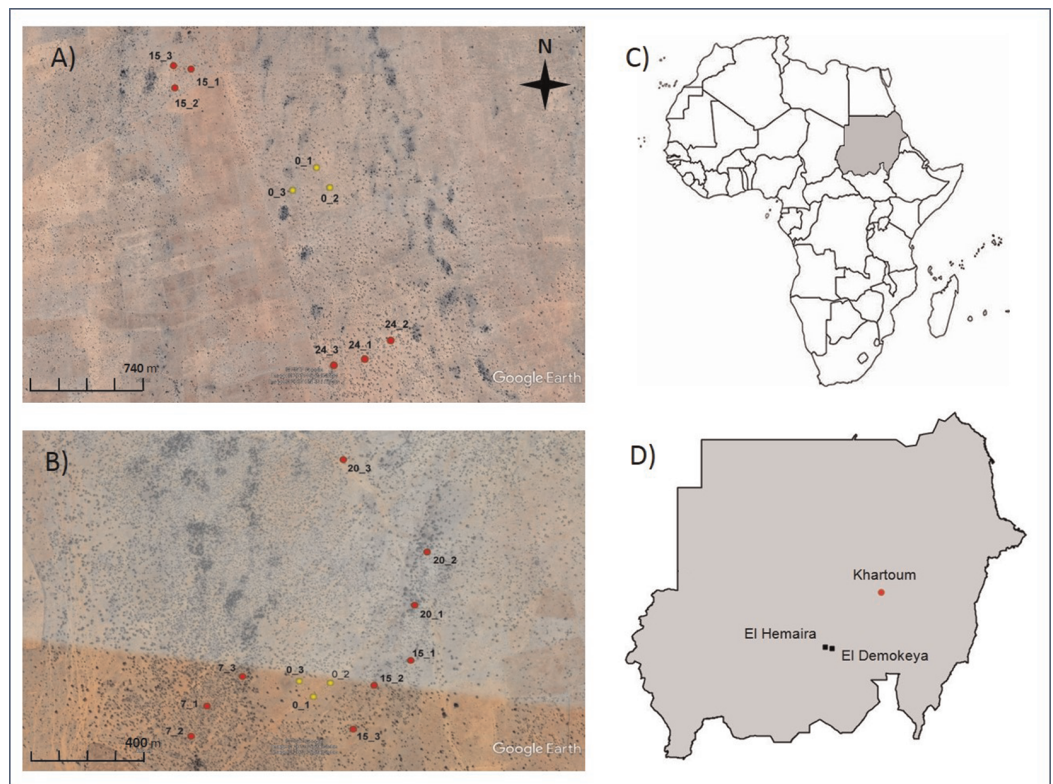 A)
N
15_3
15_1
15_2
0_1
0_3
0_2
24_2
24_1
24_3
740 m
Google Earth
B)
20_3
20_2
20_1
15_1
7_3
0_3
0_2
15_2
7_1
0_1
7_2
15_3
400 m
Google Earth
C)
D)
Khartoum
El Hemaira
El Demokeya